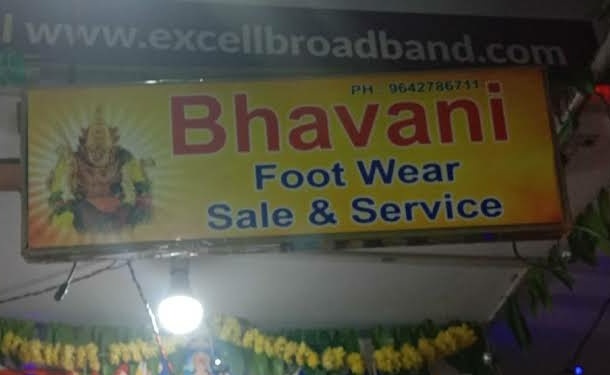 www.excellbroadband.com
PH 9642786711
Bhavani
Foot Wear
Sale & Service